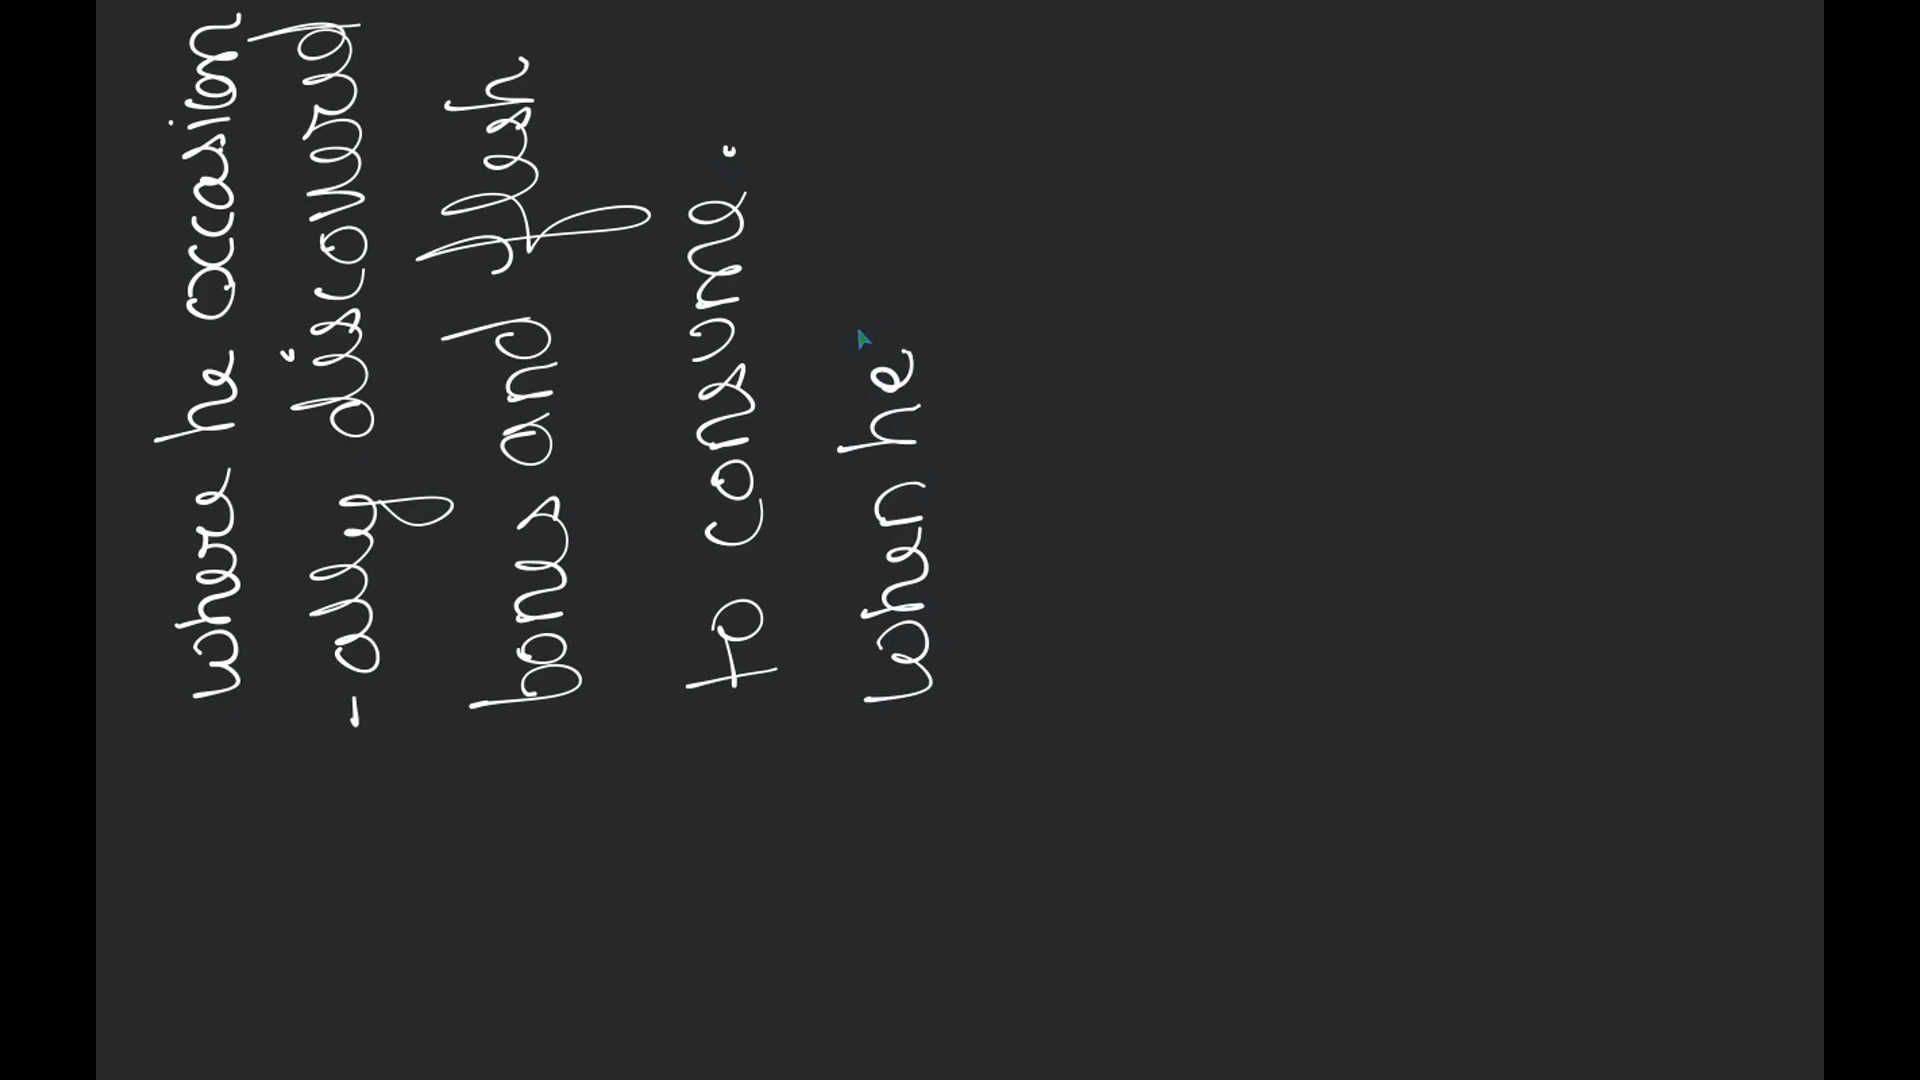 where he occasion
-ally discovered
bones and flesh
to consume.
When he